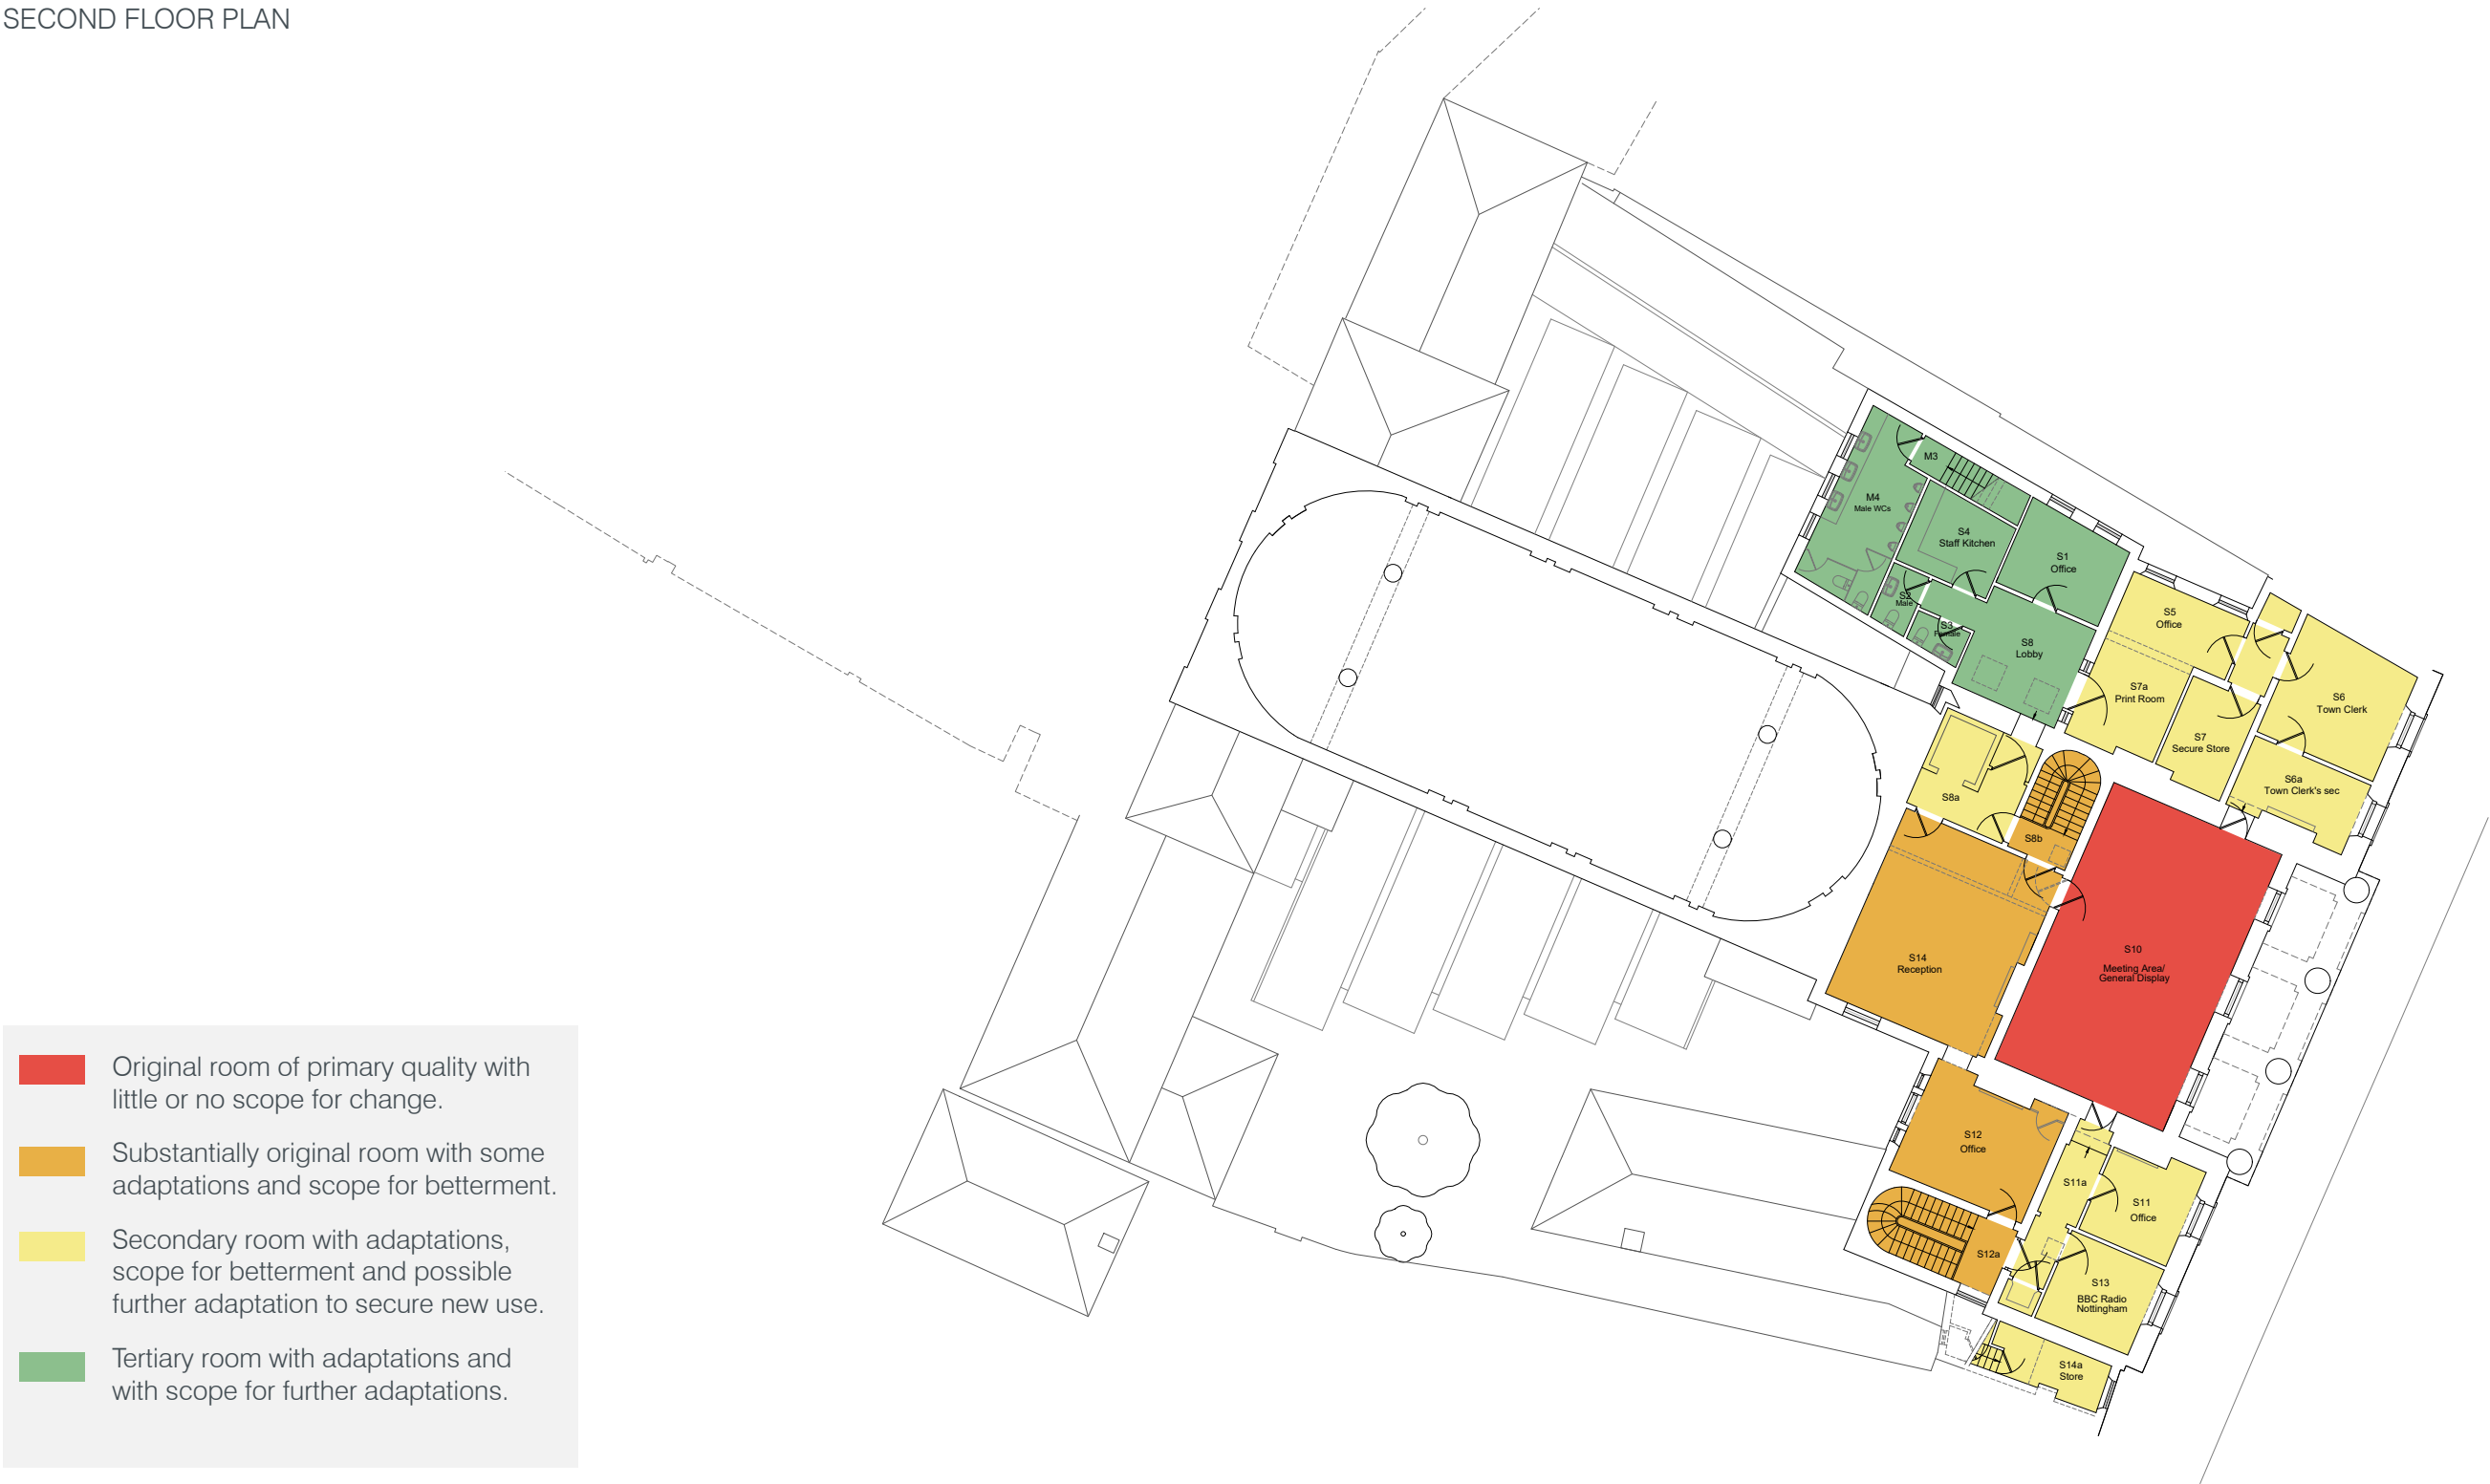 SECOND FLOOR PLAN
M3
M4
Male WCs
S4
Staff Kitchen
S1
Office
S2
Male
S3
Female
S8
Lobby
S5
Office
S7a
Print Room
S6
Town Clerk
S7
Secure Store
S6a
Town Clerk's sec
S8a
S8b
S14
Reception
S10
Meeting Area/
General Display
S12
Office
S11a
S11
Office
S12a
S13
BBC Radio
Nottingham
S14a
Store
Original room of primary quality with
little or no scope for change.
Substantially original room with some
adaptations and scope for betterment.
Secondary room with adaptations,
scope for betterment and possible
further adaptation to secure new use.
Tertiary room with adaptations and
with scope for further adaptations.